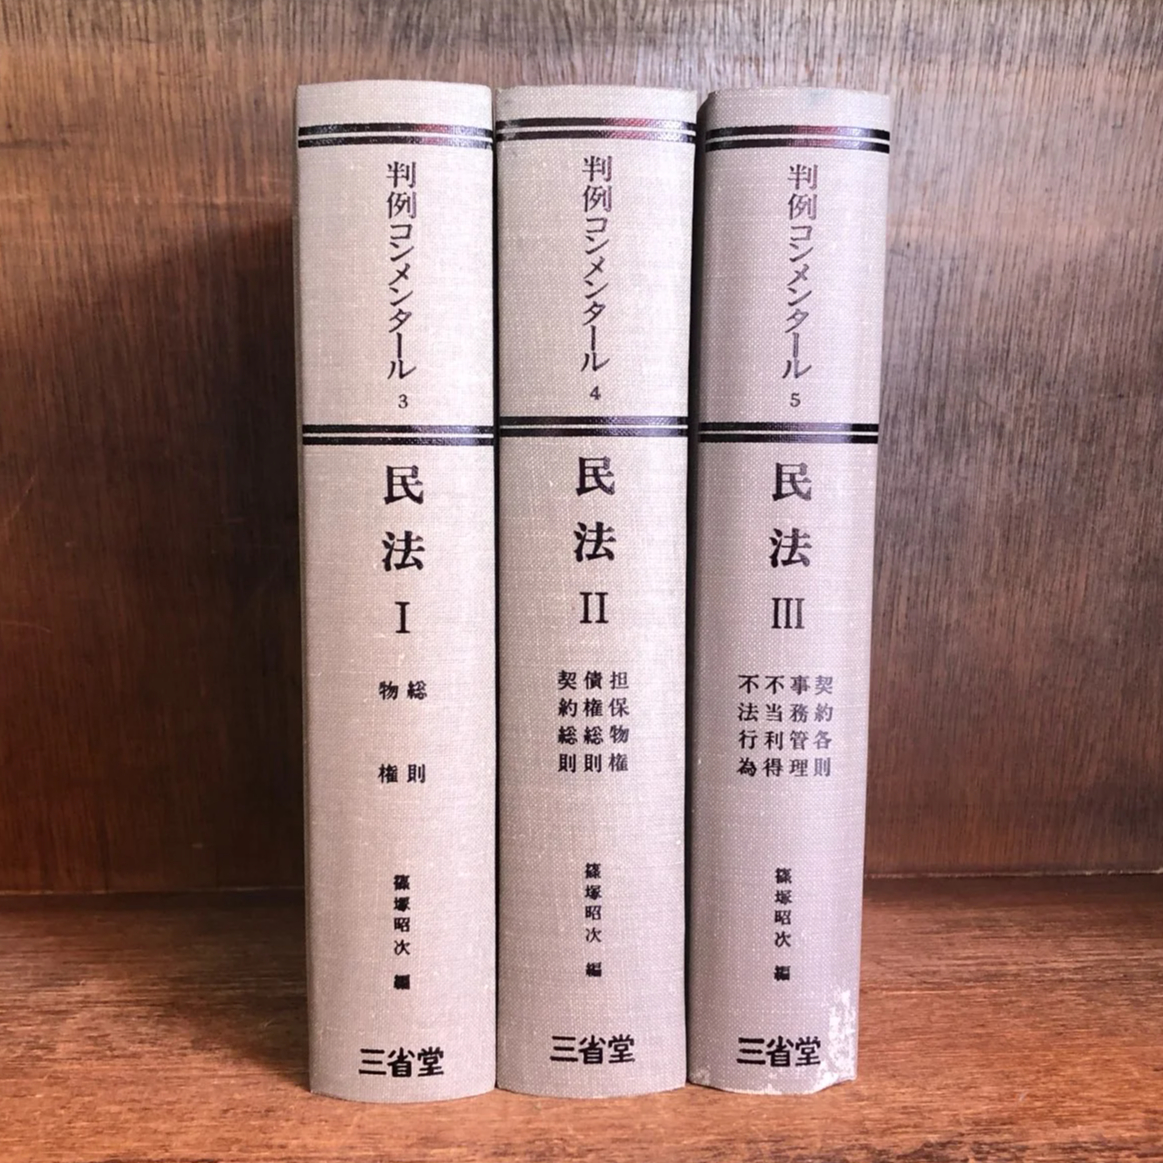 判例コンメンタール
3
民法
I
総則
物権
篠塚昭次 編
三省堂
判例コンメンタール
4
民法
II
担保物権
債権総則
契約総則
篠塚昭次 編
三省堂
判例コンメンタール
5
民法
III
契約各則
事務管理
不当利得
不法行為
篠塚昭次 編
三省堂